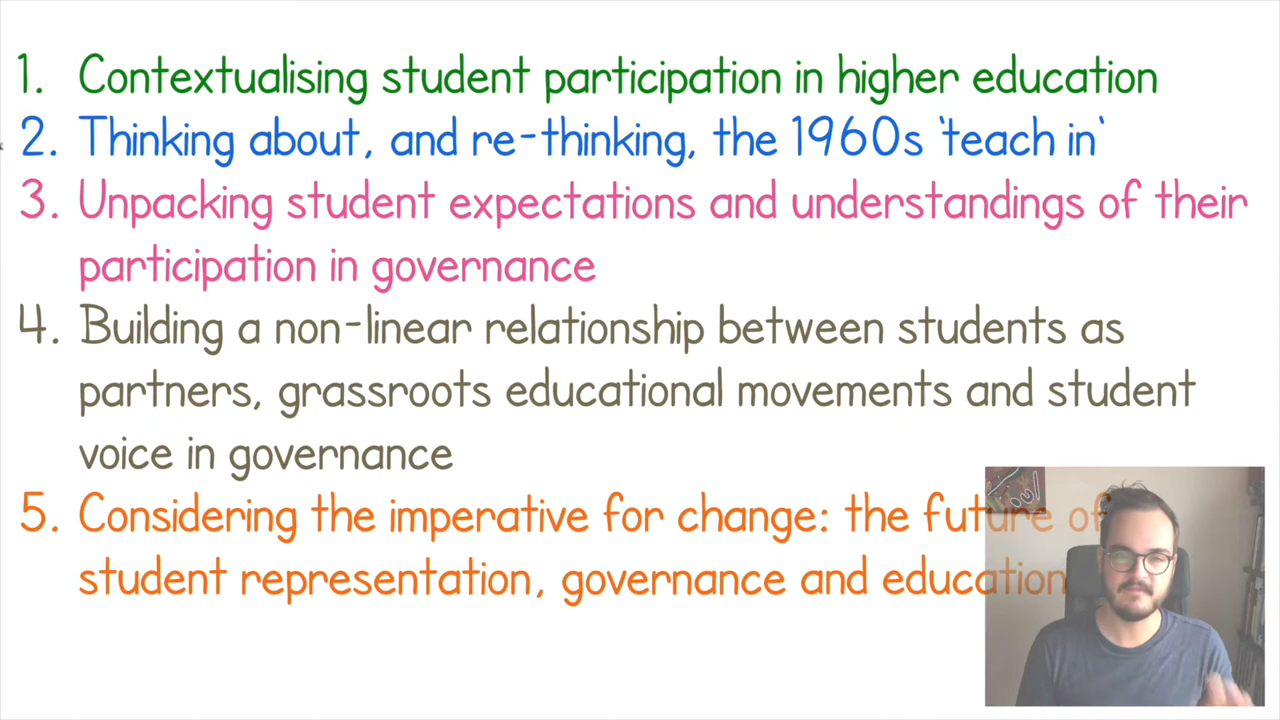 1. Contextualising student participation in higher education
2. Thinking about, and re-thinking, the 1960s 'teach in'
3. Unpacking student expectations and understandings of their
participation in governance
4. Building a non-linear relationship between students as
partners, grassroots educational movements and student
voice in governance
5. Considering the imperative for change: the future of
student representation, governance and education